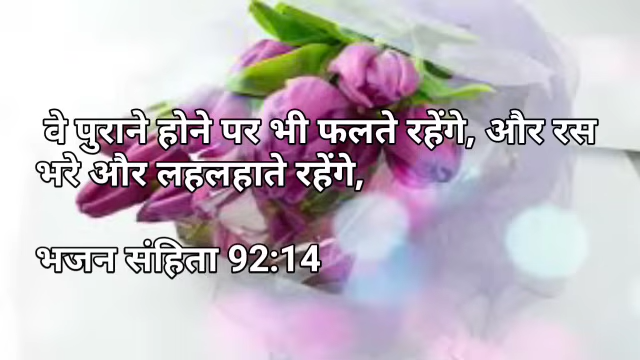 वे पुराने होने पर भी फलते रहेंगे, और रस
भरे और लहलहाते रहेंगे,
भजन संहिता 92:14